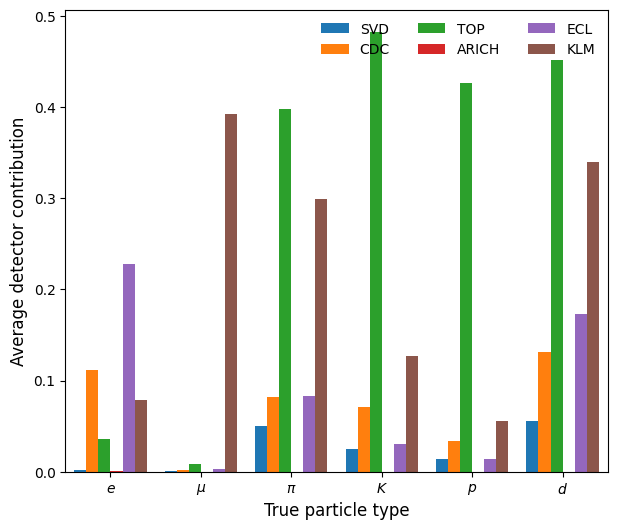 SVD TOP ECL
CDC ARICH KLM
0.5
0.4
0.3
0.2
0.1
0.0
Average detector contribution
e μ π K p d
True particle type